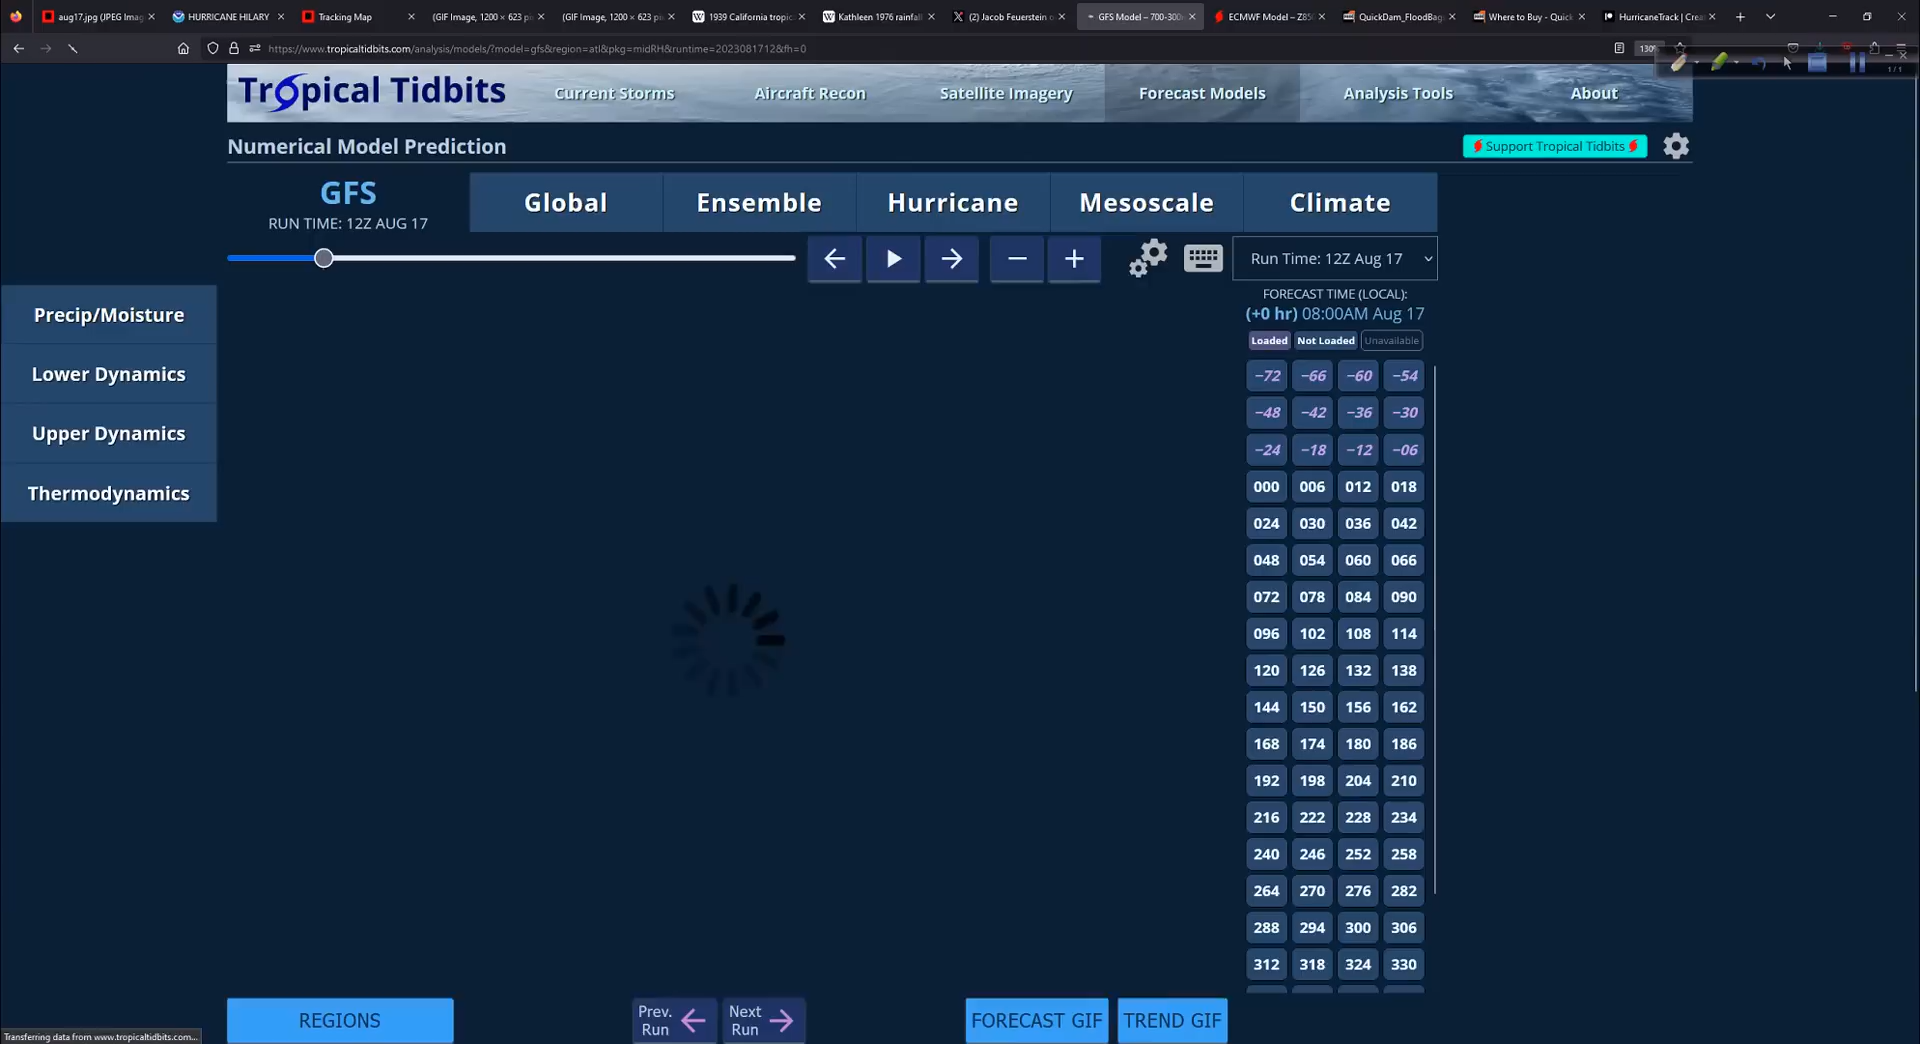 aug17.jpg (JPEG Imag
HURRICANE HILARY
Tracking Map
(GIF Image, 1200 × 623 pi
(GIF Image, 1200 × 623 pi
1939 California tropic
Kathleen 1976 rainfall
(2) Jacob Feuerstein o
GFS Model – 700-300
ECMWF Model – Z85
QuickDam_FloodBag
Where to Buy - Quick
HurricaneTrack | Crea
https://www.tropicaltidbits.com/analysis/models/?model=gfs&region=atl&pkg=midRH&runtime=2023081712&fh=0
130%
1/1
Tropical Tidbits
Current Storms
Aircraft Recon
Satellite Imagery
Forecast Models
Analysis Tools
About
Numerical Model Prediction
Support Tropical Tidbits
GFS
RUN TIME: 12Z AUG 17
Global
Ensemble
Hurricane
Mesoscale
Climate
Run Time: 12Z Aug 17
FORECAST TIME (LOCAL):
(+0 hr) 08:00AM Aug 17
Loaded Not Loaded Unavailable
Precip/Moisture
Lower Dynamics
Upper Dynamics
Thermodynamics
−72 −66 −60 −54
−48 −42 −36 −30
−24 −18 −12 −06
000 006 012 018
024 030 036 042
048 054 060 066
072 078 084 090
096 102 108 114
120 126 132 138
144 150 156 162
168 174 180 186
192 198 204 210
216 222 228 234
240 246 252 258
264 270 276 282
288 294 300 306
312 318 324 330
REGIONS
Prev.
Run
Next
Run
FORECAST GIF
TREND GIF
Transferring data from www.tropicaltidbits.com...